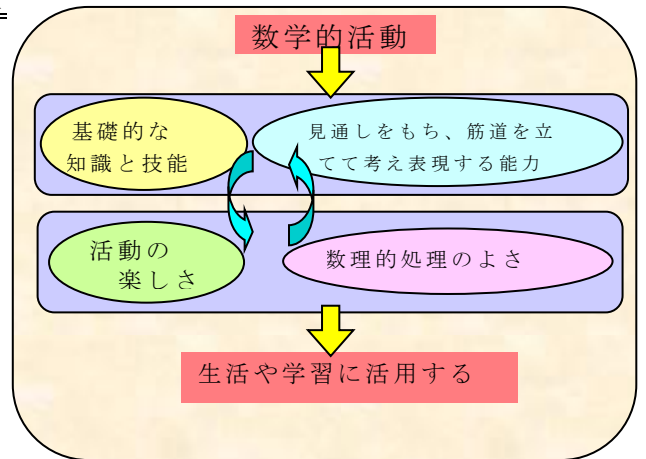 数学的活動
基礎的な
知識と技能
見通しをもち、筋道を立
てて考え表現する能力
活動の
楽しさ
数理的処理のよさ
生活や学習に活用する